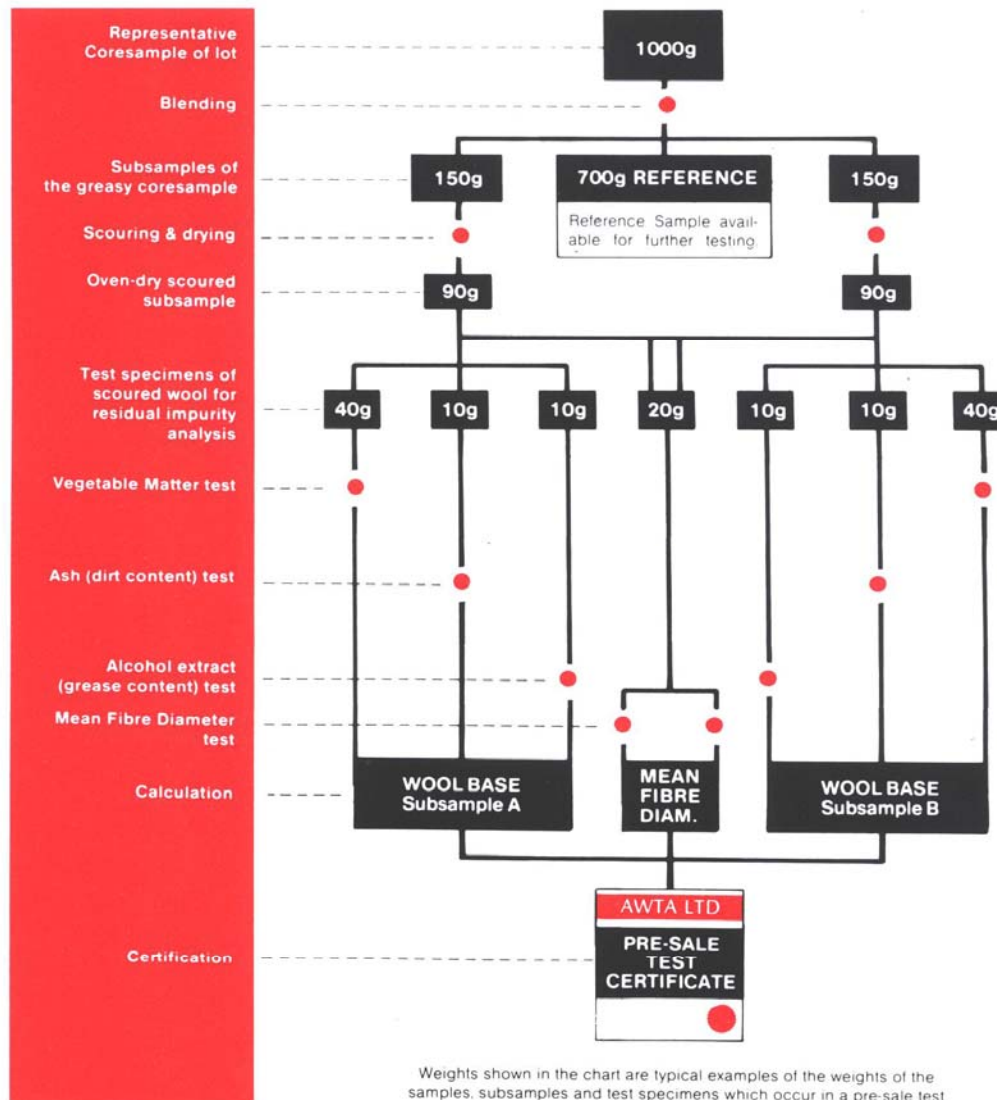 Representative
Coresample of lot
1000g
Blending
Subsamples of
the greasy coresample
150g
700g REFERENCE
150g
Reference Sample avail-
able for further testing.
Scouring & drying
Oven-dry scoured
subsample
90g
90g
Test specimens of
scoured wool for
residual impurity
analysis
40g
10g
10g
20g
10g
10g
40g
Vegetable Matter test
Ash (dirt content) test
Alcohol extract
(grease content) test
Mean Fibre Diameter
test
Calculation
WOOL BASE
Subsample A
MEAN
FIBRE
DIAM.
WOOL BASE
Subsample B
Certification
AWTA LTD
PRE-SALE
TEST
CERTIFICATE
Weights shown in the chart are typical examples of the weights of the
samples, subsamples and test specimens which occur in a pre-sale test